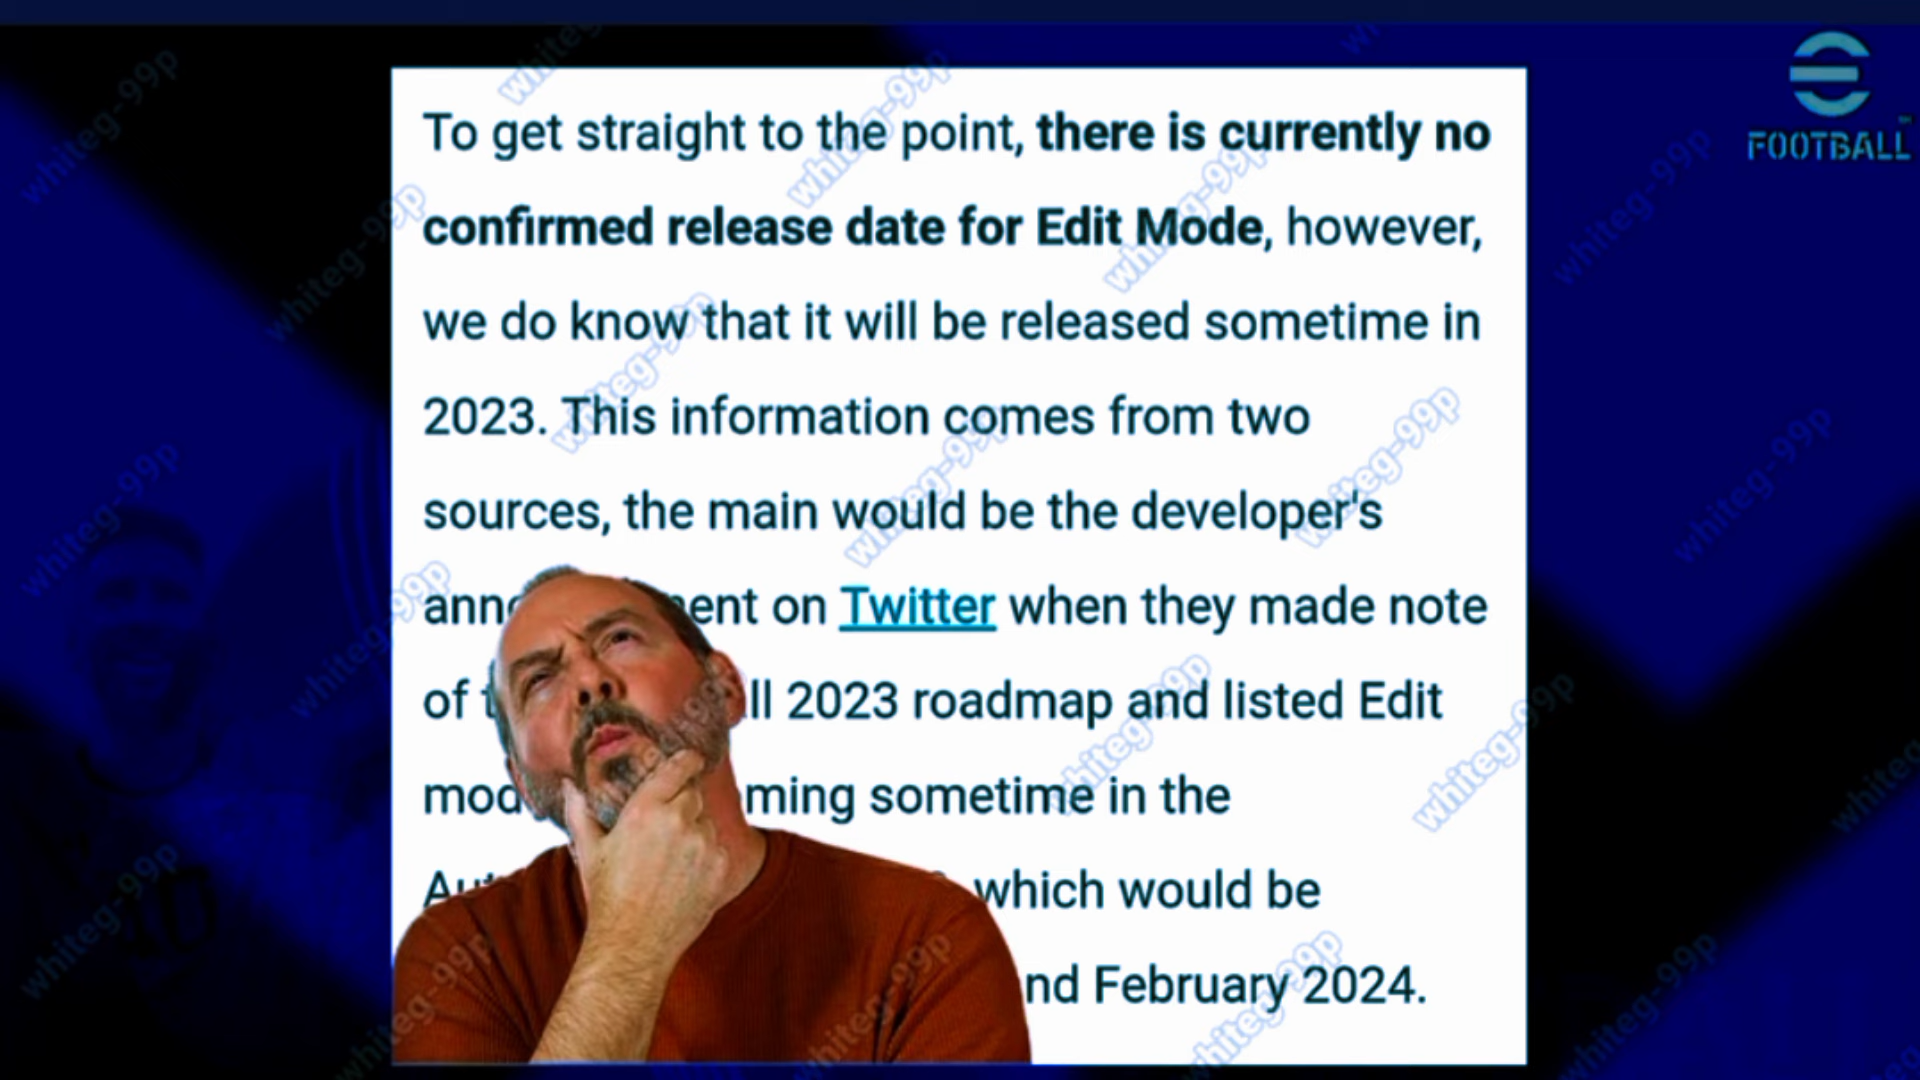 To get straight to the point, there is currently no
confirmed release date for Edit Mode, however,
we do know that it will be released sometime in
2023. This information comes from two
sources, the main would be the developer's
ent on Twitter when they made note
of ll 2023 roadmap and listed Edit
mod ming sometime in the
which would be
nd February 2024.
FOOTBALL
whiteg-99p